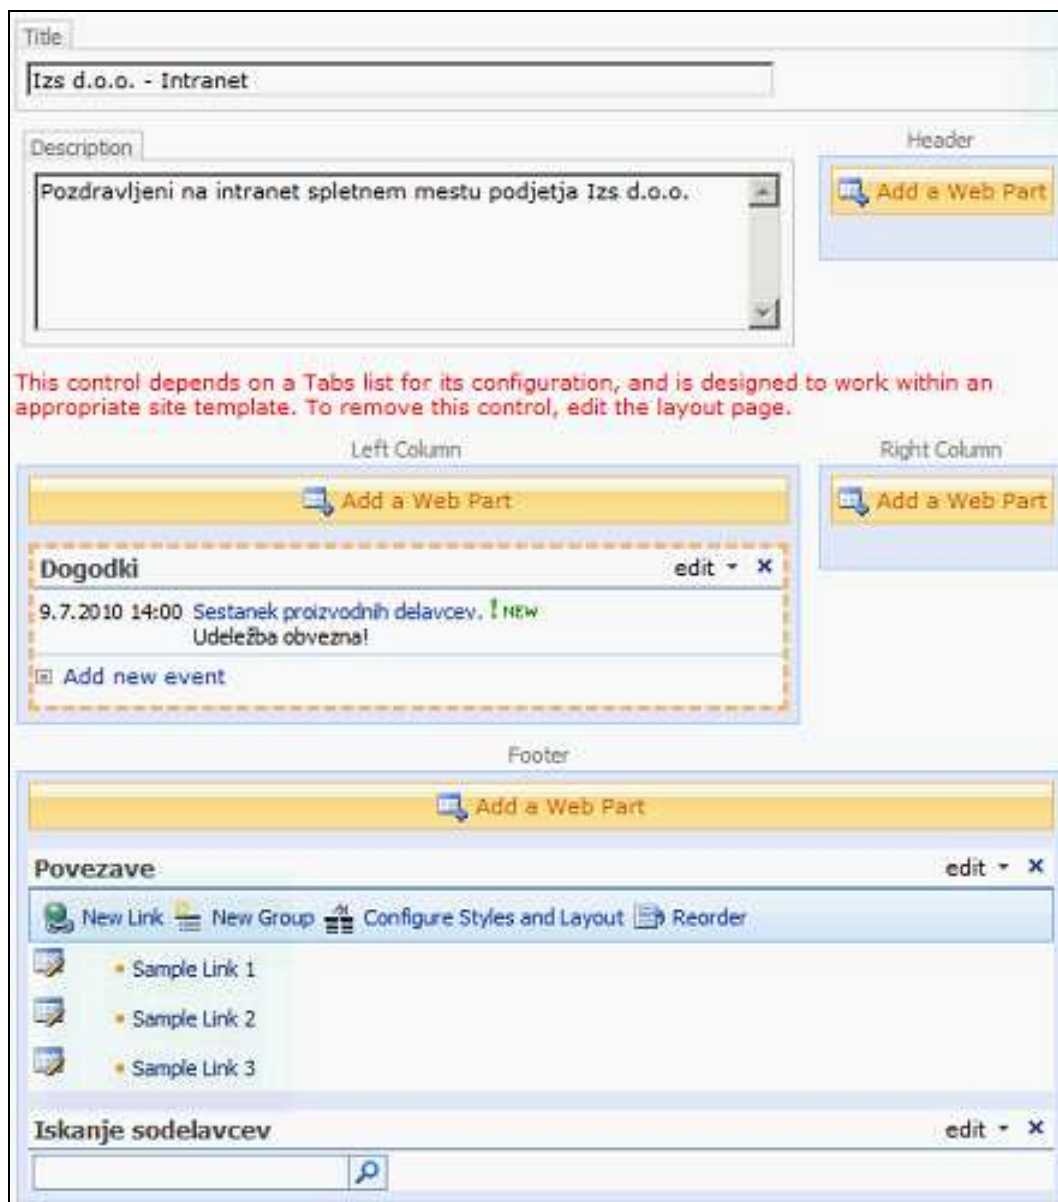 Title
Izs d.o.o. - Intranet
Description
Header
Pozdravljeni na intranet spletnem mestu podjetja Izs d.o.o.
Add a Web Part
This control depends on a Tabs list for its configuration, and is designed to work within an
appropriate site template. To remove this control, edit the layout page.
Left Column
Right Column
Add a Web Part
Add a Web Part
Dogodki
edit
9.7.2010 14:00 Sestanek proizvodnih delavcev. ! NEW
Udeležba obvezna!
Add new event
Footer
Add a Web Part
Povezave
edit
New Link New Group Configure Styles and Layout Reorder
Sample Link 1
Sample Link 2
Sample Link 3
Iskanje sodelavcev
edit